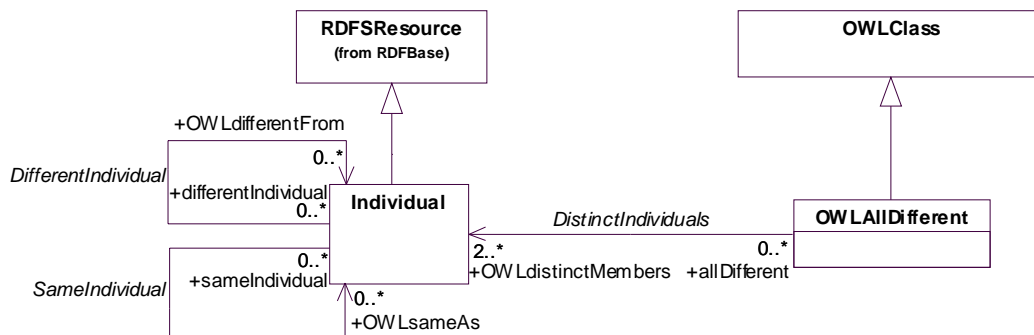 RDFSResource
(from RDFBase)
OWLClass
+OWLdifferentFrom
0..*
DifferentIndividual
+differentIndividual
0..*
Individual
DistinctIndividuals
OWLAllDifferent
2..*
0..*
+OWLdistinctMembers
+allDifferent
0..*
+sameIndividual
SameIndividual
0..*
+OWLsameAs